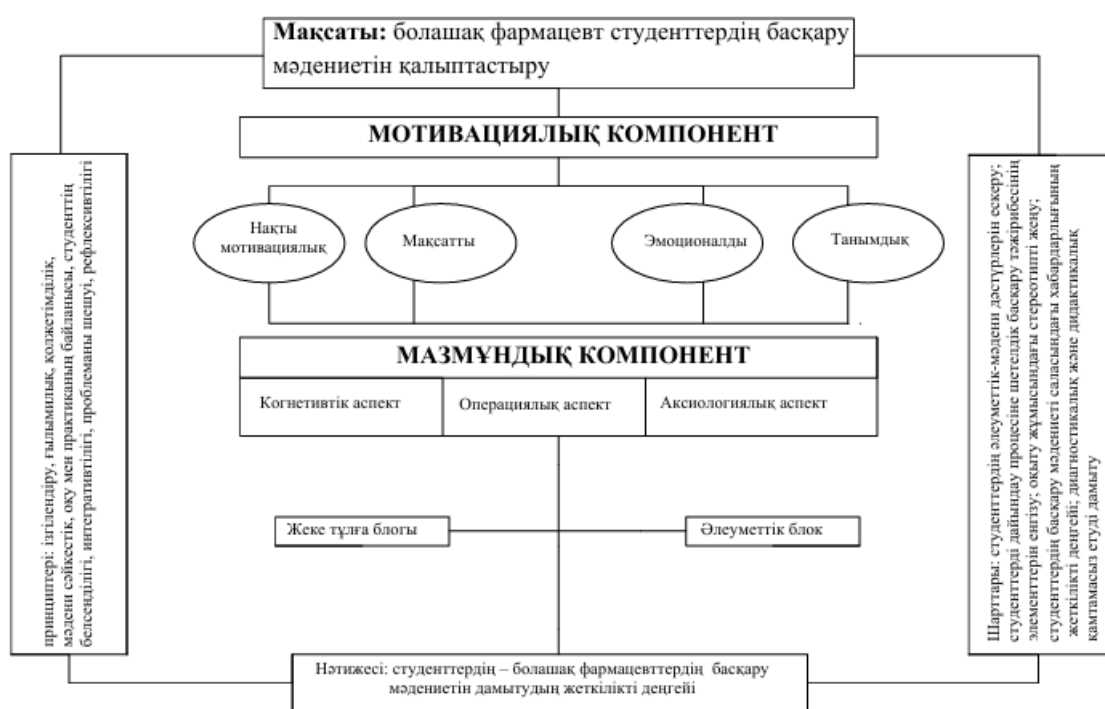 Мақсаты: болашақ фармацевт студенттердің басқару
мәдениетін қалыптастыру
МОТИВАЦИЯЛЫҚ КОМПОНЕНТ
принциптері: ізгілендіру, ғылымилық, қолжетімділік,
мәдени сәйкестік, оқу мен практиканың байланысы, студенттің
белсенділігі, интегративтілігі, проблеманы шешуі, рефлексивтілігі
Нақты
мотивациялық
Мақсатты
Эмоционалды
Танымдық
МАЗМҰНДЫҚ КОМПОНЕНТ
Когнетивтік аспект
Операциялық аспект
Аксиологиялық аспект
Жеке тұлға блогы
Әлеуметтік блок
Шарттары: студенттердің әлеуметтік-мәдени дәстүрлерін ескеру;
студенттерді дайындау процесіне шетелдік басқару тәжірибесінің
элементтерін енгізу; оқыту жұмысындағы стереотипті жеңу;
студенттердің басқару мәдениеті саласындағы хабардарлығының
жеткілікті деңгейі; диагностикалық және дидактикалық
қамтамасыз етуді дамыту
Нәтижесі: студенттердің – болашақ фармацевттердің басқару
мәдениетін дамытудың жеткілікті деңгейі